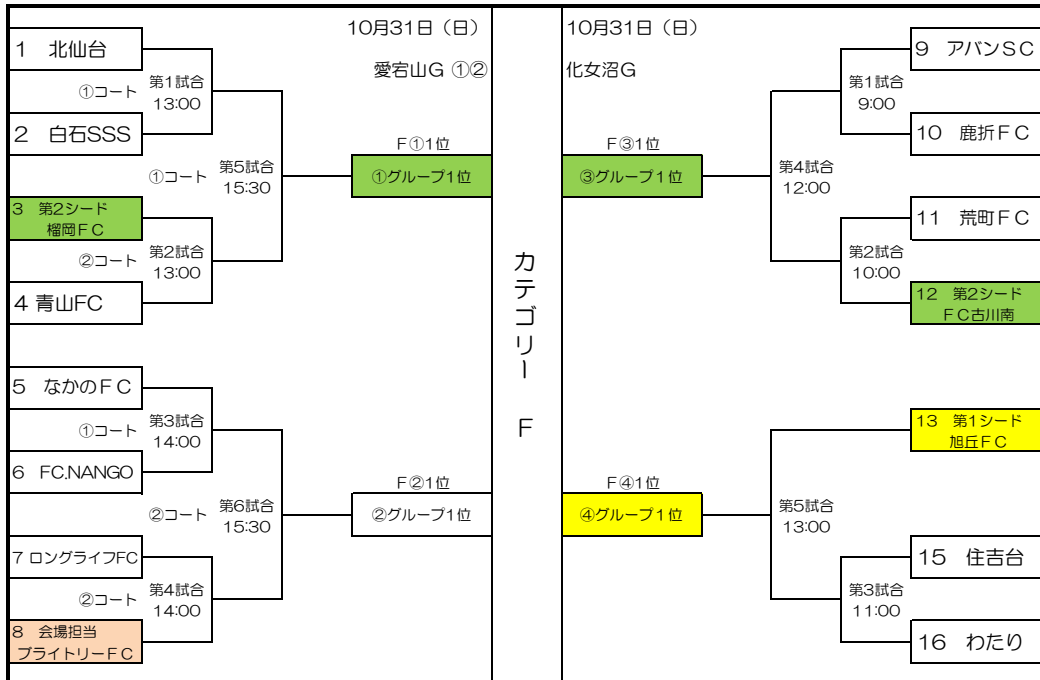 10月31日（日）
愛宕山G ①②
1 北仙台
①コート
第1試合
13:00
2 白石SSS
①コート
第5試合
15:30
3 第2シード
榴岡ＦＣ
②コート
第2試合
13:00
4 青山FC
F①1位
①グループ1位
5 なかのＦＣ
①コート
第3試合
14:00
6 FC.NANGO
②コート
第6試合
15:30
7 ロングライフFC
②コート
第4試合
14:00
8 会場担当
ブライトリーＦＣ
F②1位
②グループ1位
カテゴリー F
10月31日（日）
化女沼G
9 アバンＳＣ
第1試合
9:00
10 鹿折ＦＣ
F③1位
③グループ1位
第4試合
12:00
11 荒町ＦＣ
第2試合
10:00
12 第2シード
ＦＣ古川南
13 第1シード
旭丘ＦＣ
F④1位
④グループ1位
第5試合
13:00
15 住吉台
第3試合
11:00
16 わたり